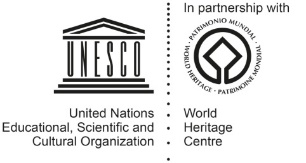 In partnership with
UNESCO
PATRIMONIO MUNDIAL • WORLD HERITAGE • PATRIMOINE MONDIAL •
United Nations
Educational, Scientific and
Cultural Organization
World
Heritage
Centre